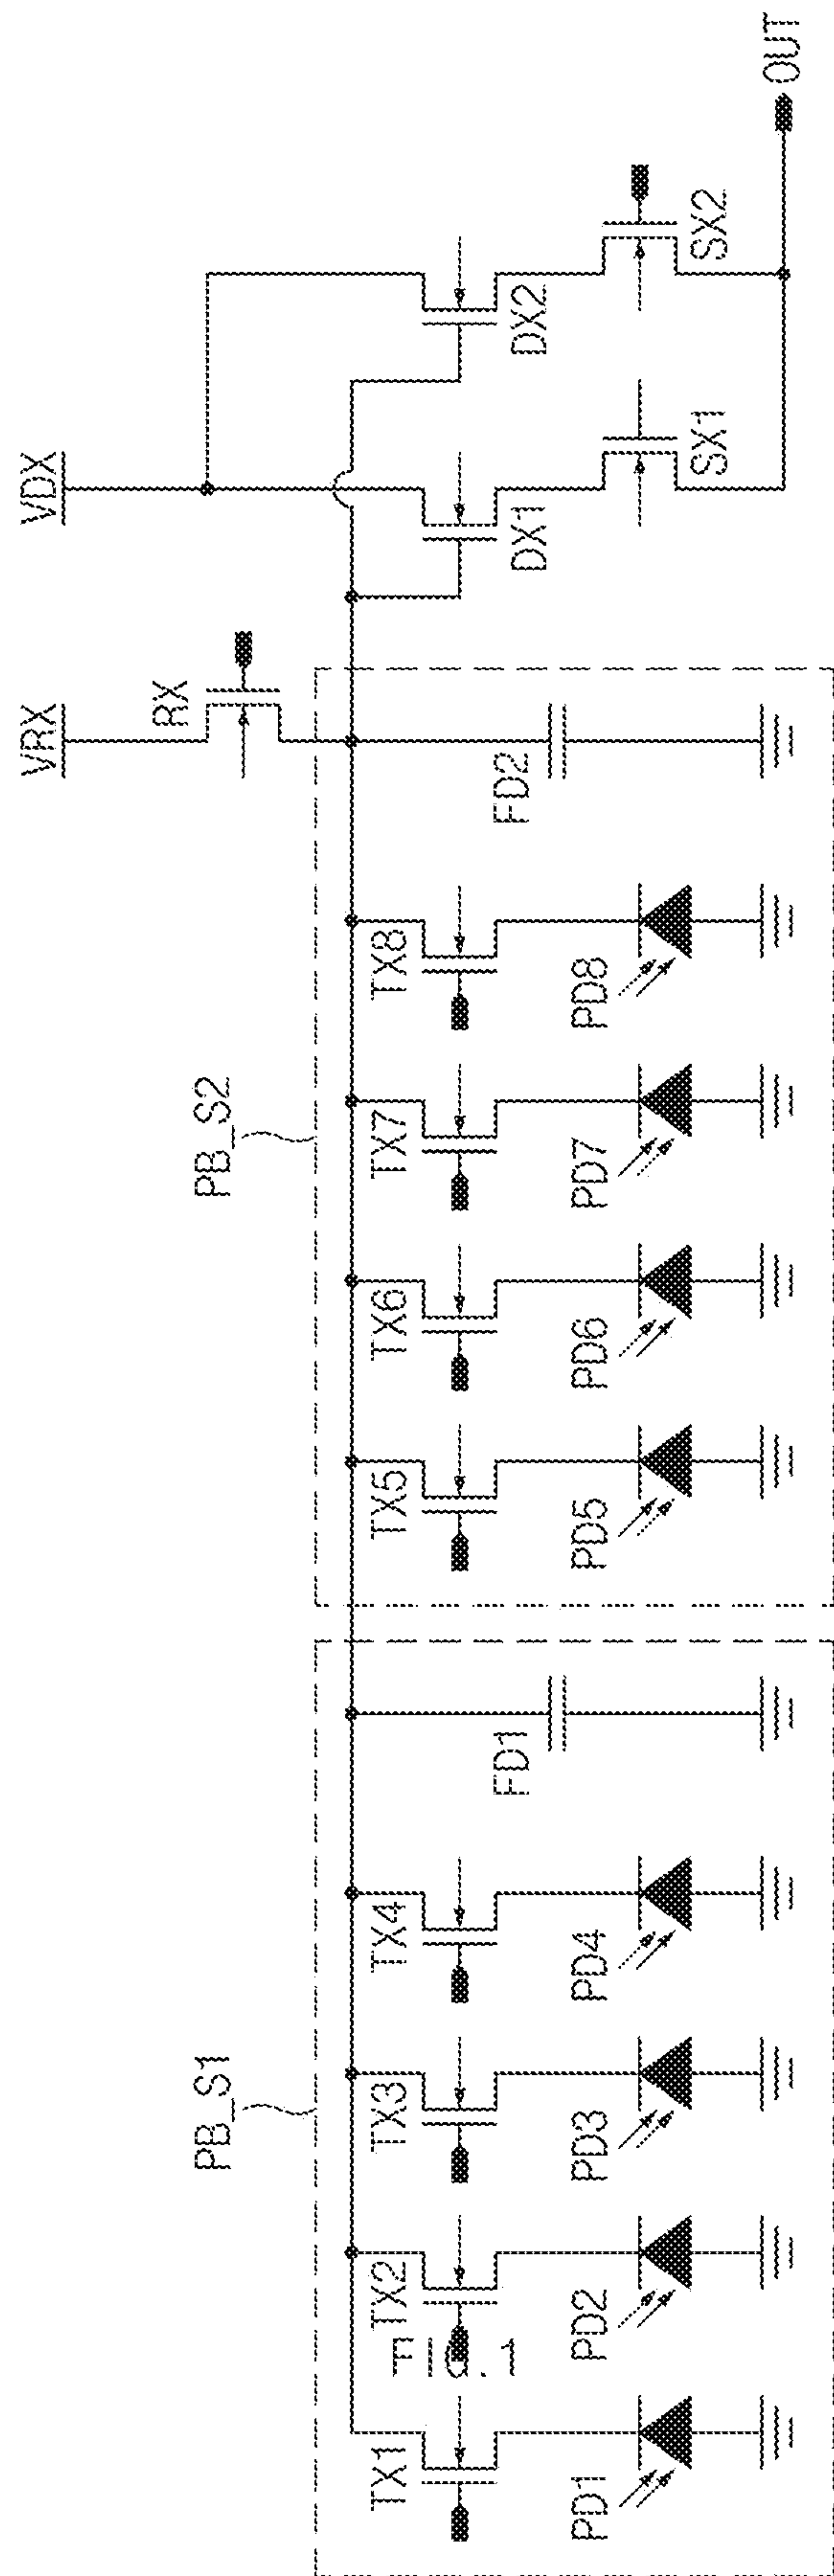 VRX
VDX
RX
PB_S1
PB_S2
TX1
TX2
TX3
TX4
TX5
TX6
TX7
TX8
FD1
FD2
DX1
DX2
PD1
PD2
PD3
PD4
PD5
PD6
PD7
PD8
SX1
SX2
OUT
FIG.1